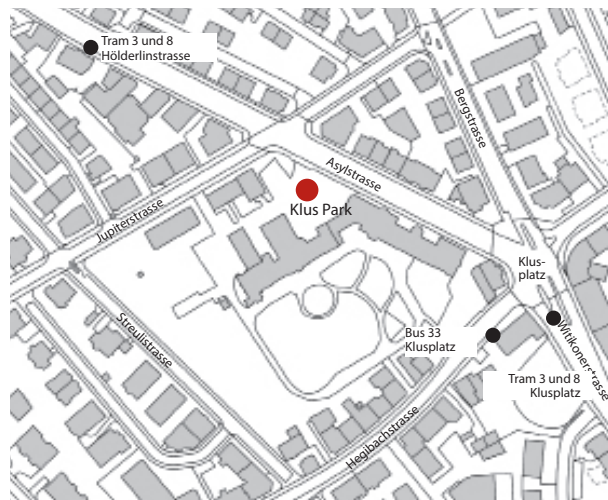 Tram 3 und 8
Hölderlinstrasse
Bergstrasse
Asylstrasse
Klus Park
Jupiterstrasse
Klus-
platz
Streulistrasse
Bus 33
Klusplatz
Witikonerstrasse
Tram 3 und 8
Klusplatz
Hegibachstrasse